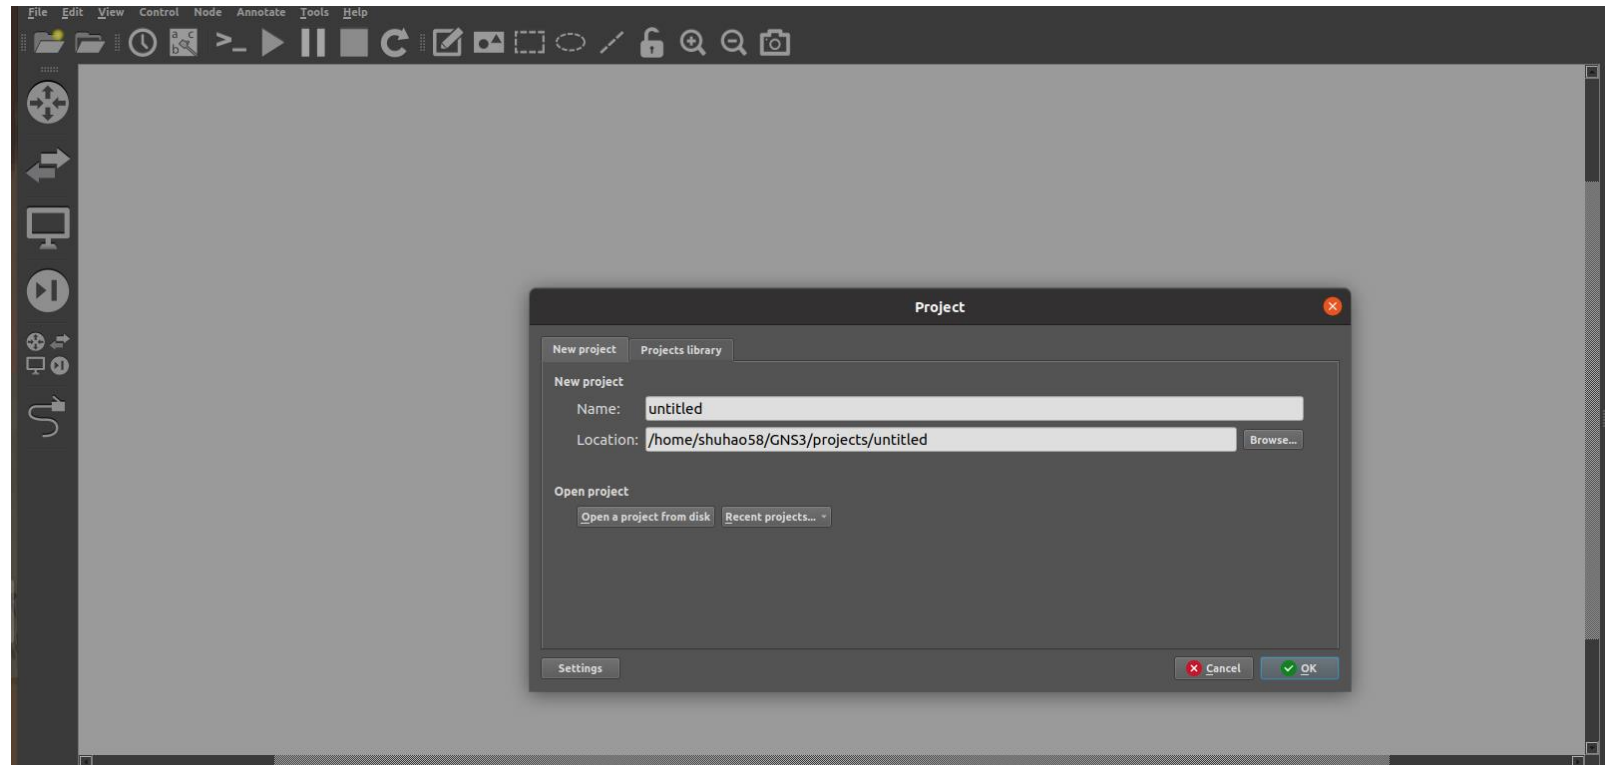 File Edit View Control Node Annotate Tools Help
Project
New project Projects library
New project
Name: untitled
Location: /home/shuhao58/GNS3/projects/untitled Browse...
Open project
Open a project from disk Recent projects...
Settings Cancel OK